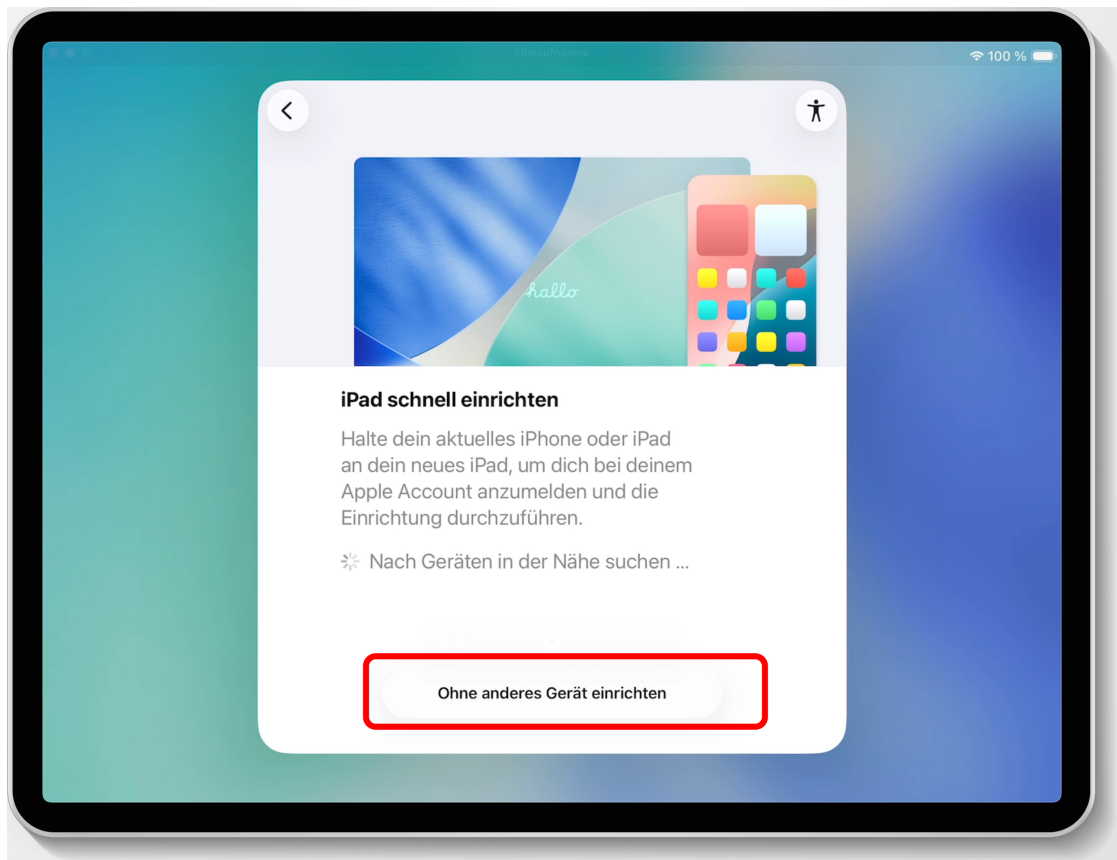 Filmaufnahme
100 %
hallo
iPad schnell einrichten
Halte dein aktuelles iPhone oder iPad
an dein neues iPad, um dich bei deinem
Apple Account anzumelden und die
Einrichtung durchzuführen.
Nach Geräten in der Nähe suchen ...
Ohne anderes Gerät einrichten